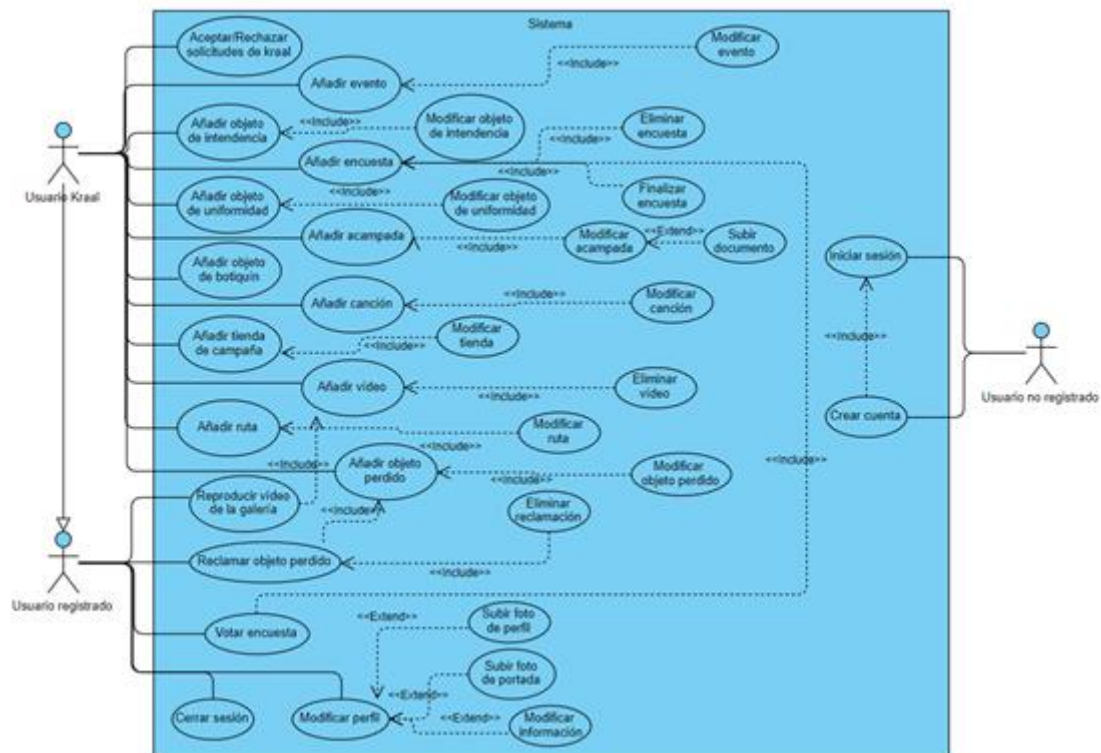 Sistema
Aceptar/Rechazar
solicitudes de kraal
Modificar
evento
<<Include>>
Añadir evento
Añadir objeto
de intendencia
<<Include>>
Modificar objeto
de intendencia
Eliminar
encuesta
<<Include>>
Añadir encuesta
<<Include>>
Usuario Kraal
Añadir objeto
de uniformidad
<<Include>>
Modificar objeto
de uniformidad
Finalizar
encuesta
Añadir acampada
<<Include>>
Modificar
acampada
<<Extend>>
Subir
documento
Iniciar sesión
Añadir objeto
de botiquín
Añadir canción
<<Include>>
Modificar
canción
Añadir tienda
de campaña
<<Include>>
Modificar
tienda
<<Include>>
Usuario no registrado
Añadir vídeo
<<Include>>
Eliminar
vídeo
Crear cuenta
Añadir ruta
<<Include>>
Modificar
ruta
<<Include>>
Añadir objeto
perdido
<<Include>>
Modificar
objeto perdido
<<Include>>
Reproducir vídeo
de la galería
<<Include>>
Eliminar
reclamación
Reclamar objeto perdido
<<Include>>
Usuario registrado
Votar encuesta
<<Extend>>
Subir foto
de perfil
Subir foto
de portada
<<Extend>>
Cerrar sesión
Modificar perfil
<<Extend>>
Modificar
información